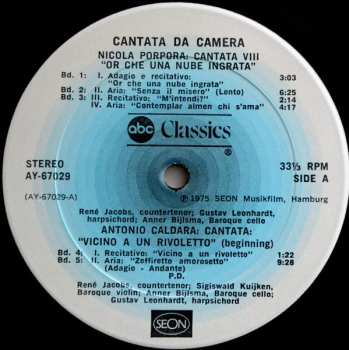 CANTATA DA CAMERA
NICOLA PORPORA: CANTATA VIII
"OR CHE UNA NUBE INGRATA"
Bd. 1: I. Adagio e recitativo: 3:03
"Or che una nube ingrata"
Bd. 2: II. Aria: "Senza il misero" (Lento) 6:25
Bd. 3: III. Recitativo: "M'intendi?" 2:14
IV. Aria: "Contemplar almen chi s'ama" 4:17
abc Classics
®
STEREO
AY-67029
33⅓ RPM
SIDE A
(AY-67029-A)
℗ 1975 SEON Musikfilm, Hamburg
René Jacobs, countertenor; Gustav Leonhardt,
harpsichord; Anner Bijlsma, Baroque cello
ANTONIO CALDARA: CANTATA:
"VICINO A UN RIVOLETTO" (beginning)
Bd. 4: I. Recitativo: "Vicino a un rivoletto" 1:22
Bd. 5: II. Aria: "Zeffiretto amorosetto" 9:28
(Adagio - Andante)
P.D.
René Jacobs, countertenor; Sigiswald Kuijken,
Baroque violin; Anner Bijlsma, Baroque cello;
Gustav Leonhardt, harpsichord
SEON